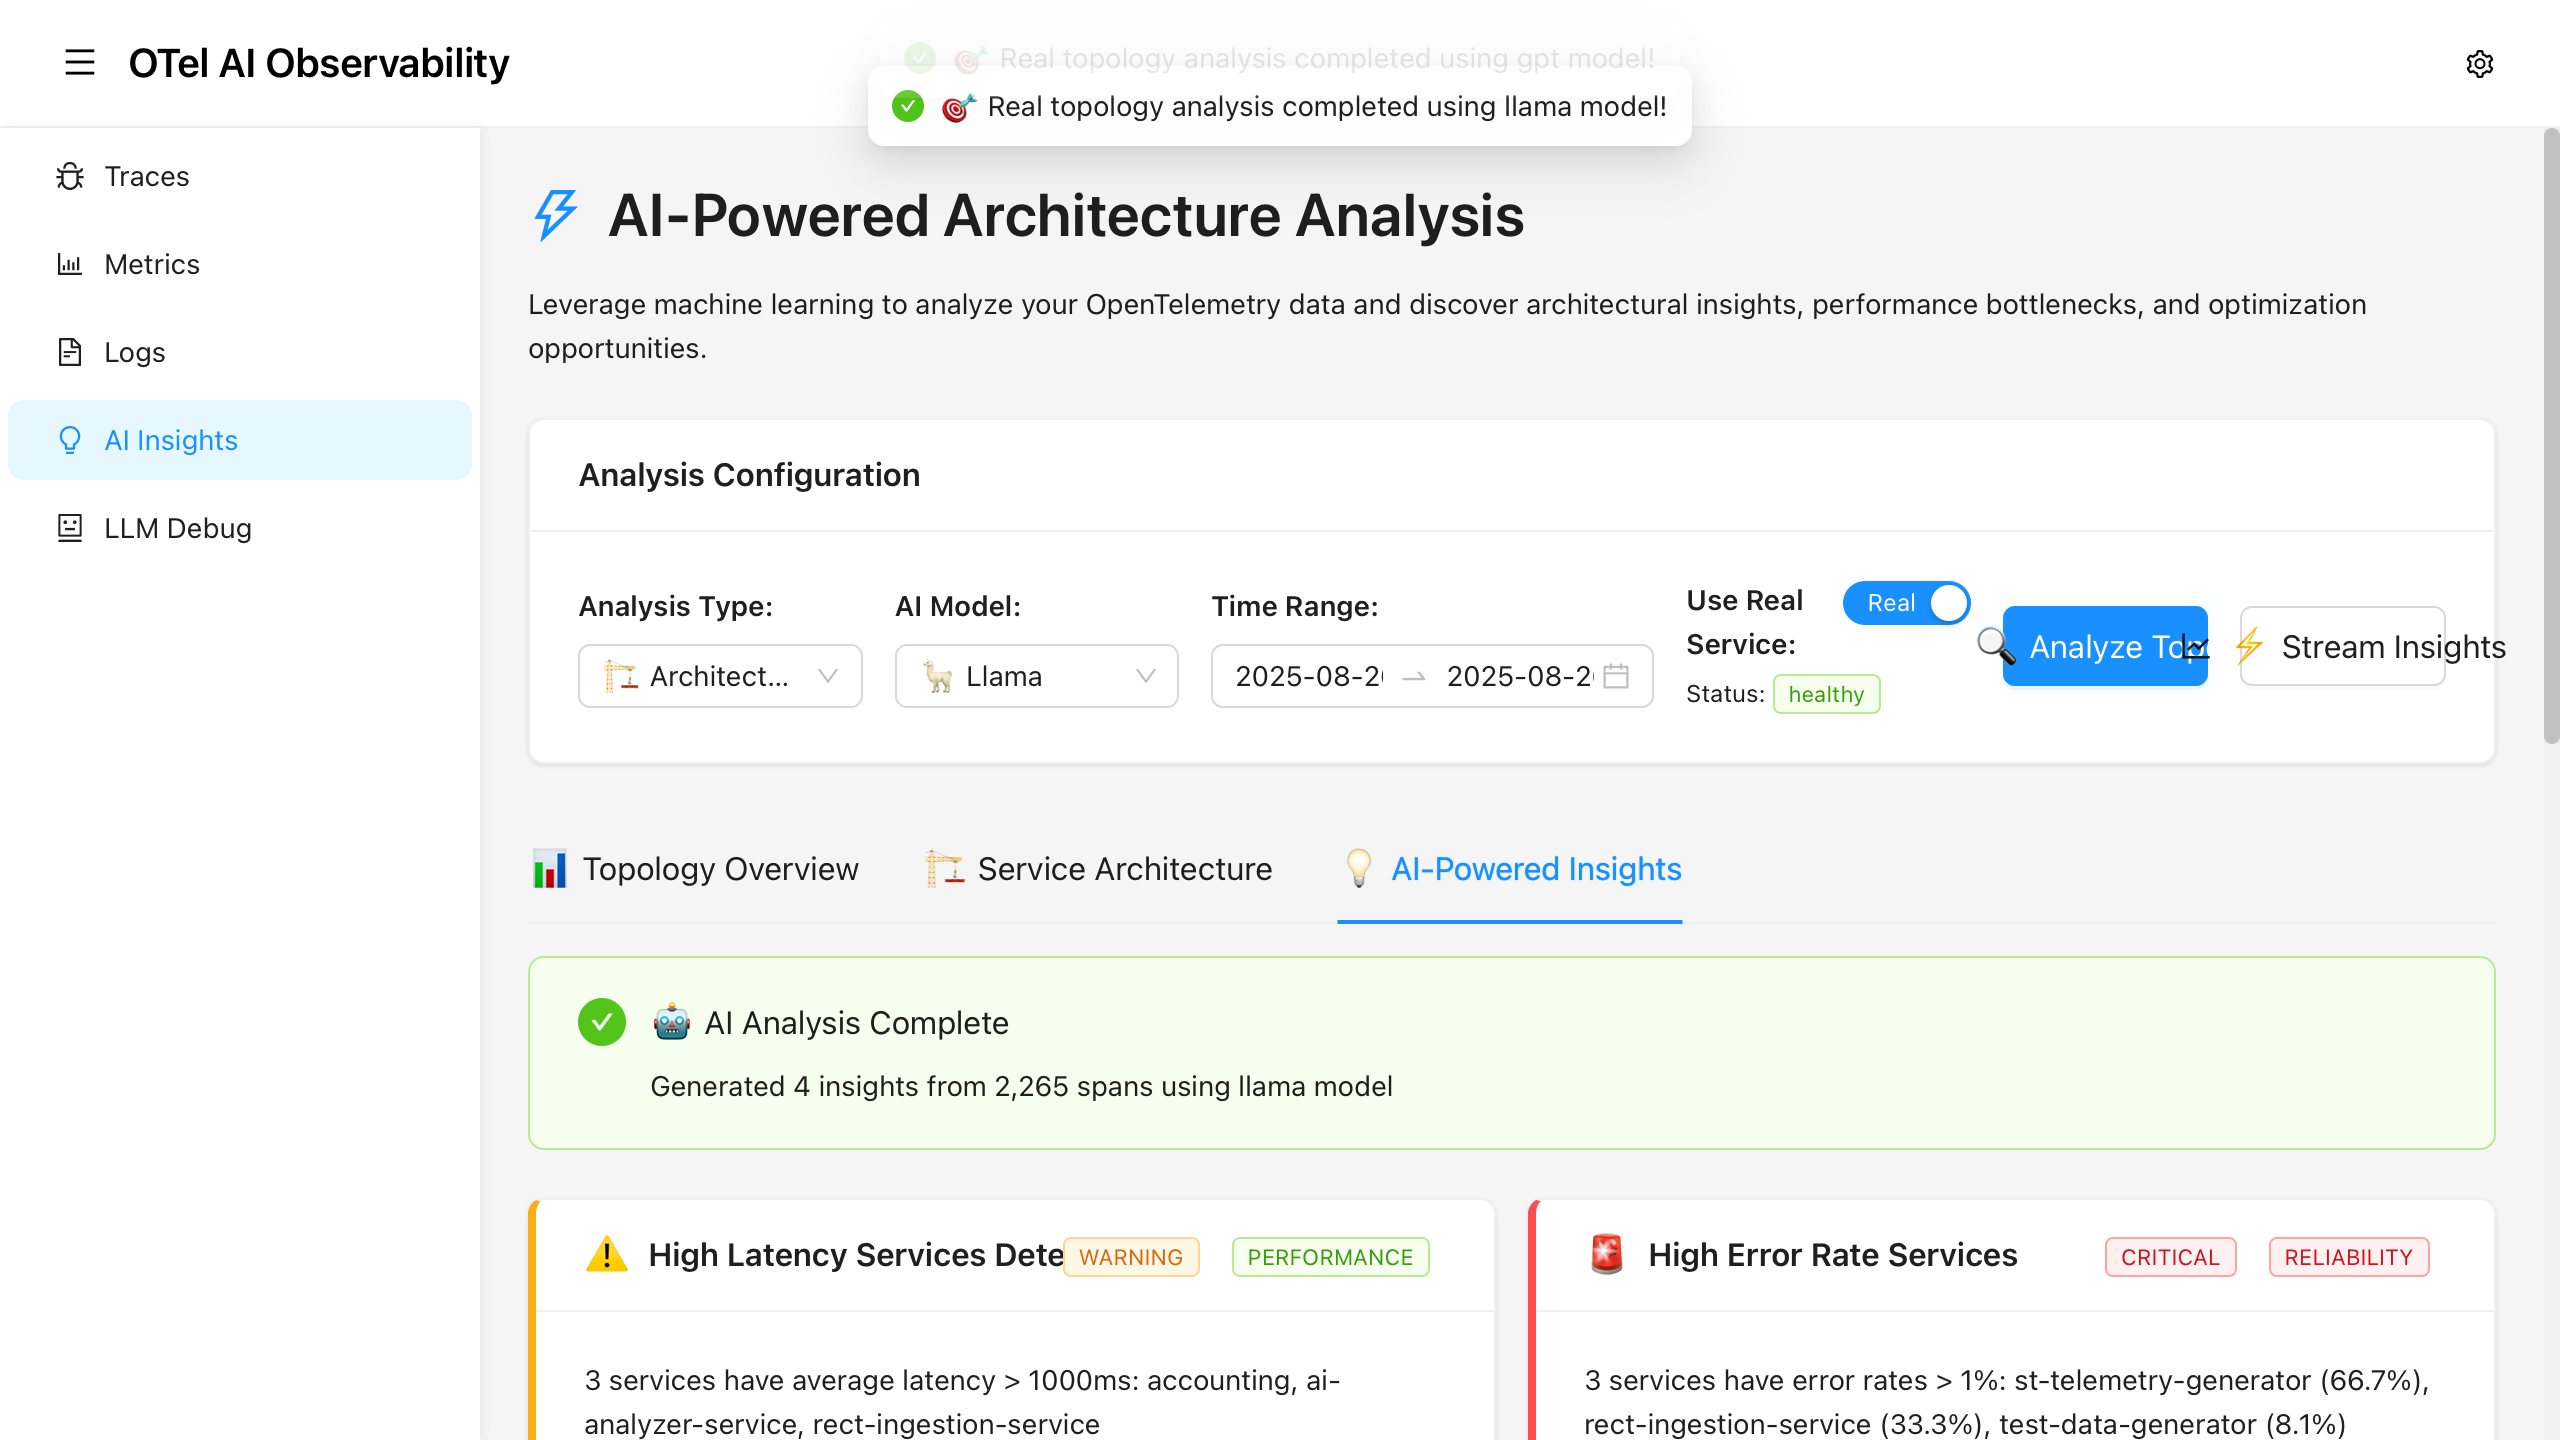 OTel AI Observability
Real topology analysis completed using gpt model!
Real topology analysis completed using llama model!
Traces
Metrics
Logs
AI Insights
LLM Debug
AI-Powered Architecture Analysis
Leverage machine learning to analyze your OpenTelemetry data and discover architectural insights, performance bottlenecks, and optimization
opportunities.
Analysis Configuration
Analysis Type:
Architect...
AI Model:
Llama
Time Range:
2025-08-2
2025-08-2
Use Real
Service:
Real
Status: healthy
Analyze Top
Stream Insights
Topology Overview
Service Architecture
AI-Powered Insights
AI Analysis Complete
Generated 4 insights from 2,265 spans using llama model
High Latency Services Dete
WARNING
PERFORMANCE
3 services have average latency > 1000ms: accounting, ai-
analyzer-service, rect-ingestion-service
High Error Rate Services
CRITICAL
RELIABILITY
3 services have error rates > 1%: st-telemetry-generator (66.7%),
rect-ingestion-service (33.3%), test-data-generator (8.1%)